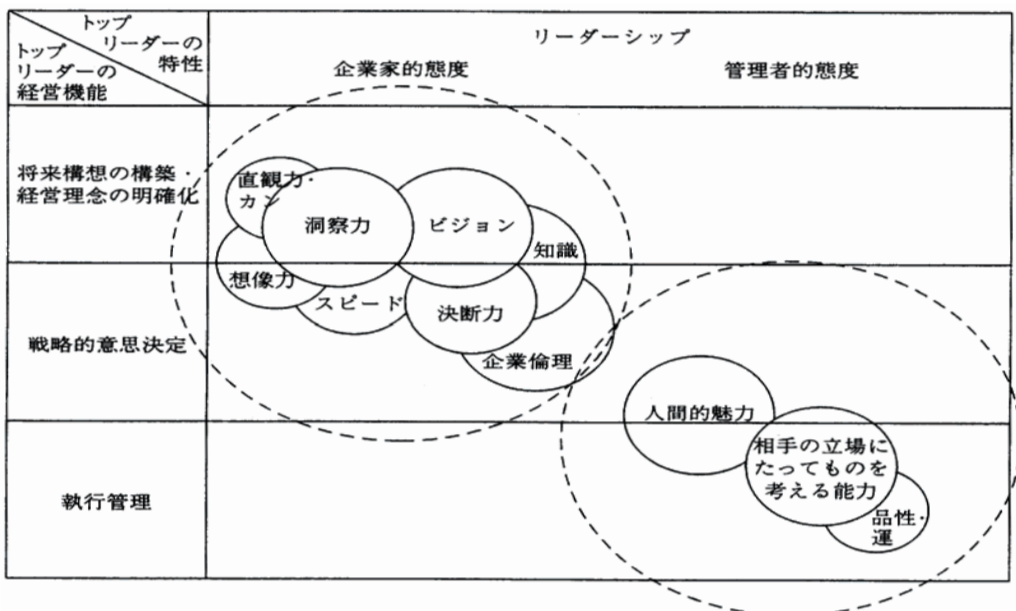 トップ
リーダーの
特性
トップ
リーダーの
経営機能
リーダーシップ
企業家的態度
管理者的態度
将来構想の構築・
経営理念の明確化
直観力・
カン
洞察力
ビジョン
知識
想像力
スピード
決断力
企業倫理
戦略的意思決定
人間的魅力
相手の立場に
たってものを
考える能力
品性・
運
執行管理